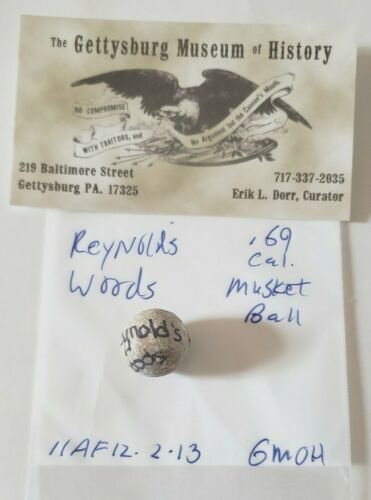 The Gettysburg Museum of History
NO COMPROMISE
WITH TRAITORS, and
No Argument but the Cannon's Mouth.
219 Baltimore Street
Gettysburg PA. 17325
717-337-2035
Erik L. Dorr, Curator
Reynolds
Woods
.69
Cal.
Musket
Ball
ynold's
ods
11AF12.2.13
GMOH